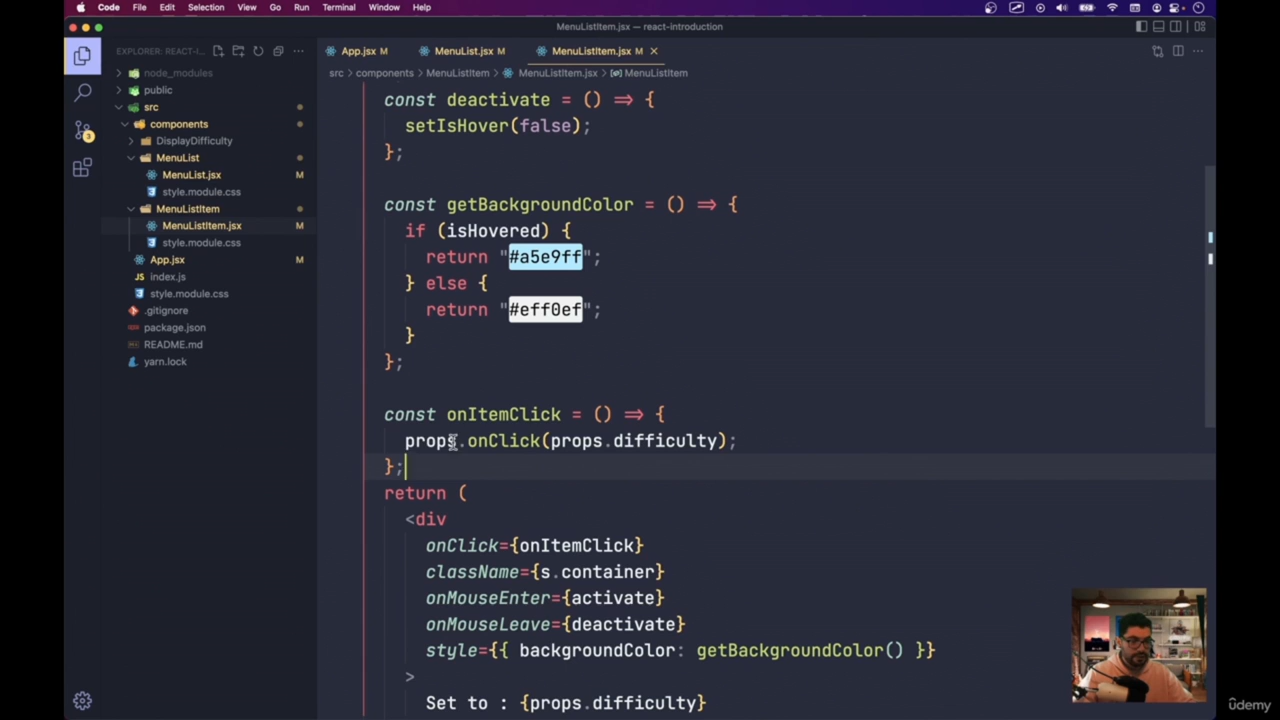 Code File Edit Selection View Go Run Terminal Window Help
MenuListItem.jsx — react-introduction
EXPLORER: REACT-I...
App.jsx M
MenuList.jsx M
MenuListItem.jsx M
src > components > MenuListItem > MenuListItem.jsx > MenuListItem
node_modules
public
src
components
DisplayDifficulty
MenuList
MenuList.jsx M
style.module.css
MenuListItem
MenuListItem.jsx M
style.module.css
App.jsx M
index.js
style.module.css
.gitignore
package.json
README.md
yarn.lock
3
const deactivate = () => {
setIsHover(false);
};
const getBackgroundColor = () => {
if (isHovered) {
return "#a5e9ff";
} else {
return "#eff0ef";
}
};
const onItemClick = () => {
props.onClick(props.difficulty);
};
return (
<div
onClick={onItemClick}
className={s.container}
onMouseEnter={activate}
onMouseLeave={deactivate}
style={{ backgroundColor: getBackgroundColor() }}
>
Set to : {props.difficulty}
ûdemy